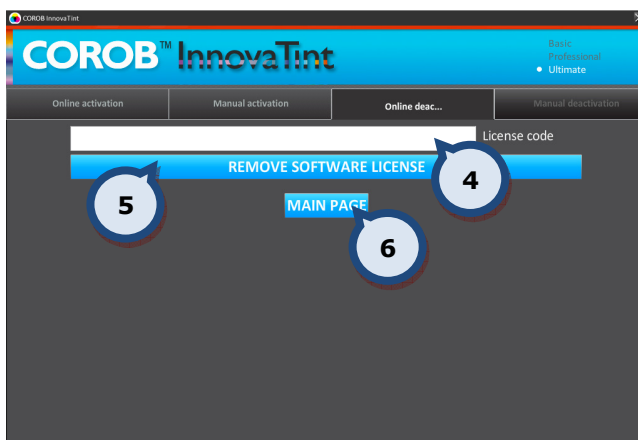 COROB InnovaTint
COROB™ InnovaTint
Basic
Professional
Ultimate
Online activation Manual activation Online deac... Manual deactivation
License code
REMOVE SOFTWARE LICENSE
4
5
MAIN PAGE
6